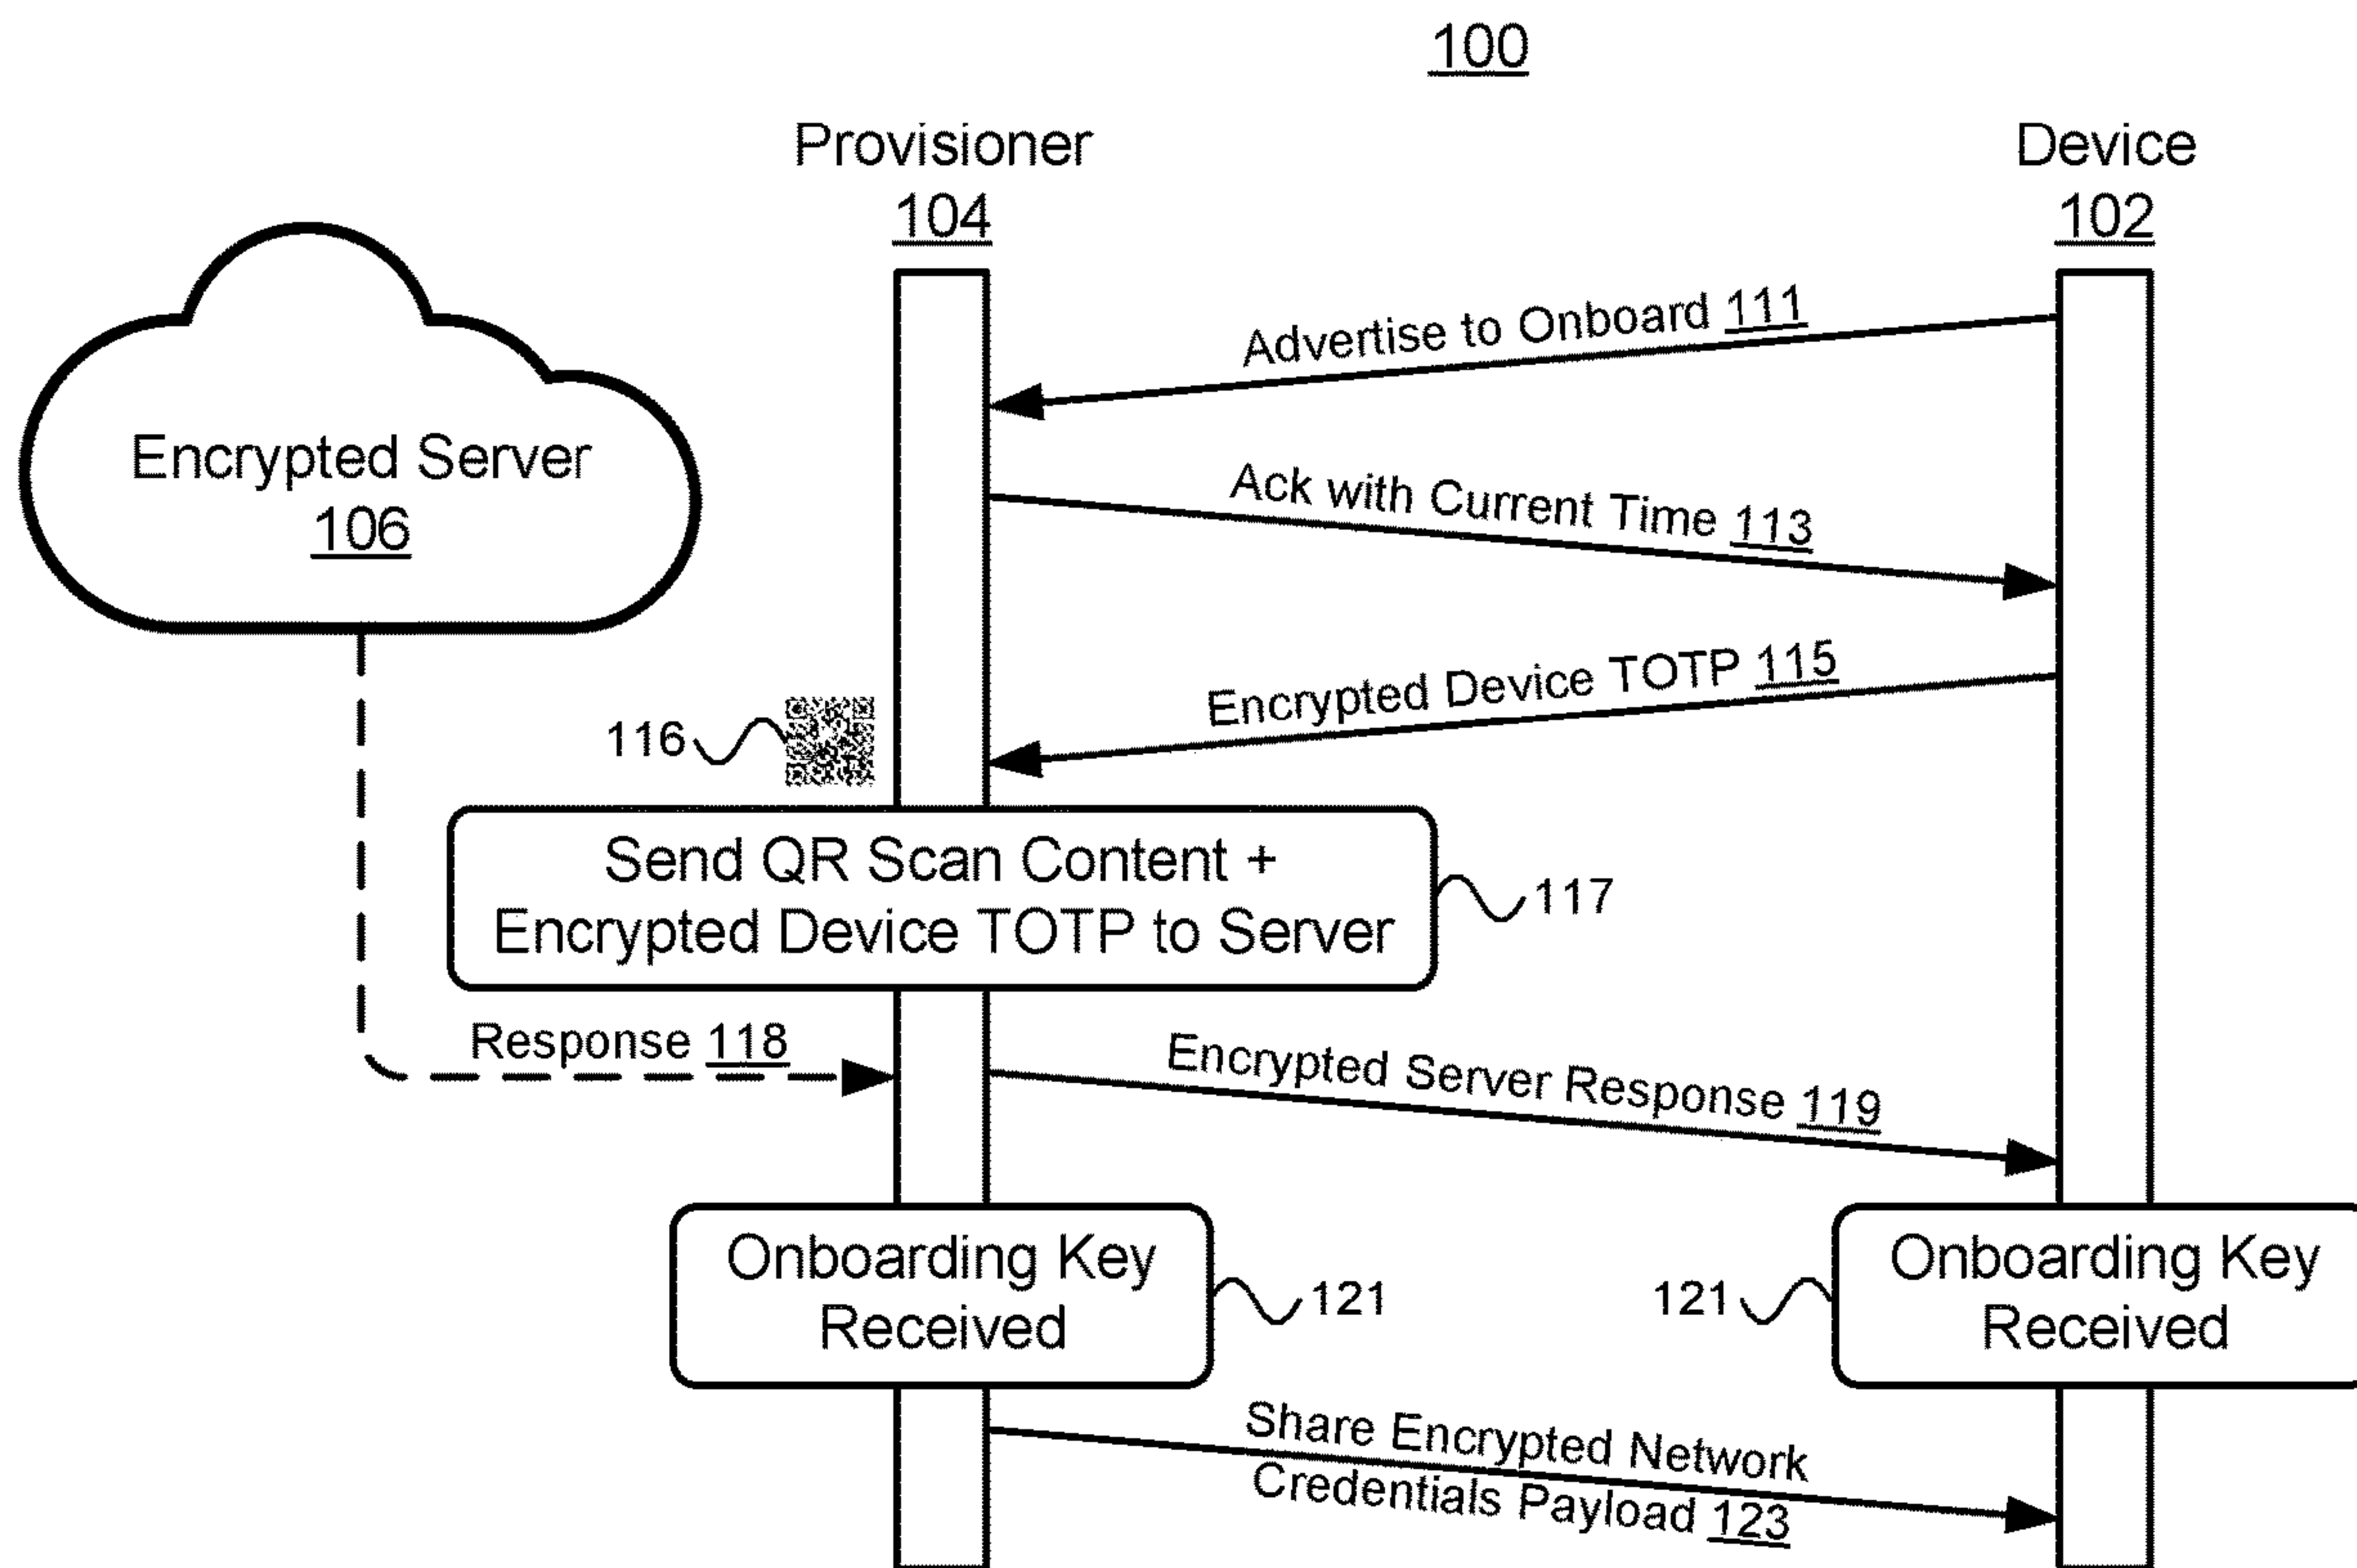 100
Provisioner
104
Device
102
Encrypted Server
106
Advertise to Onboard 111
Ack with Current Time 113
Encrypted Device TOTP 115
116
Send QR Scan Content +
Encrypted Device TOTP to Server
117
Response 118
Encrypted Server Response 119
Onboarding Key
Received
121
121
Onboarding Key
Received
Share Encrypted Network
Credentials Payload 123